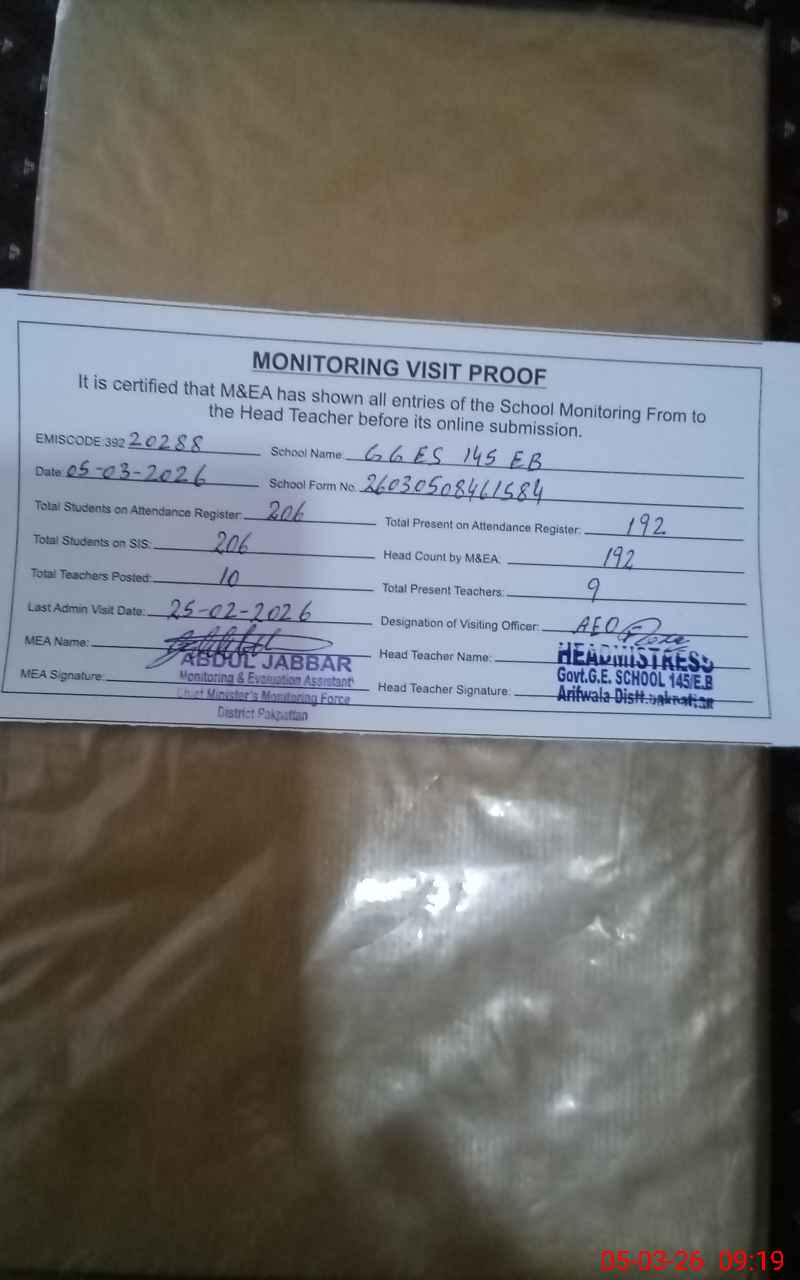 MONITORING VISIT PROOF
It is certified that M&EA has shown all entries of the School Monitoring From to
the Head Teacher before its online submission.
EMISCODE:392 20288 School Name: GGES 145 EB
Date: 05-03-2026 School Form No. 26030508461584
Total Students on Attendance Register: 206 Total Present on Attendance Register: 192
Total Students on SIS: 206 Head Count by M&EA: 192
Total Teachers Posted: 10 Total Present Teachers: 9
Last Admin Visit Date: 25-02-2026 Designation of Visiting Officer: AEO
MEA Name: ABDUL JABBAR Head Teacher Name: HEADMISTRESS
Monitoring & Evaluation Assistant Govt.G.E. SCHOOL 145/E.B
MEA Signature: Chief Minister's Monitoring Force Head Teacher Signature: Arifwala Distt.pakpattan
District Pakpattan
05-03-26 09:19